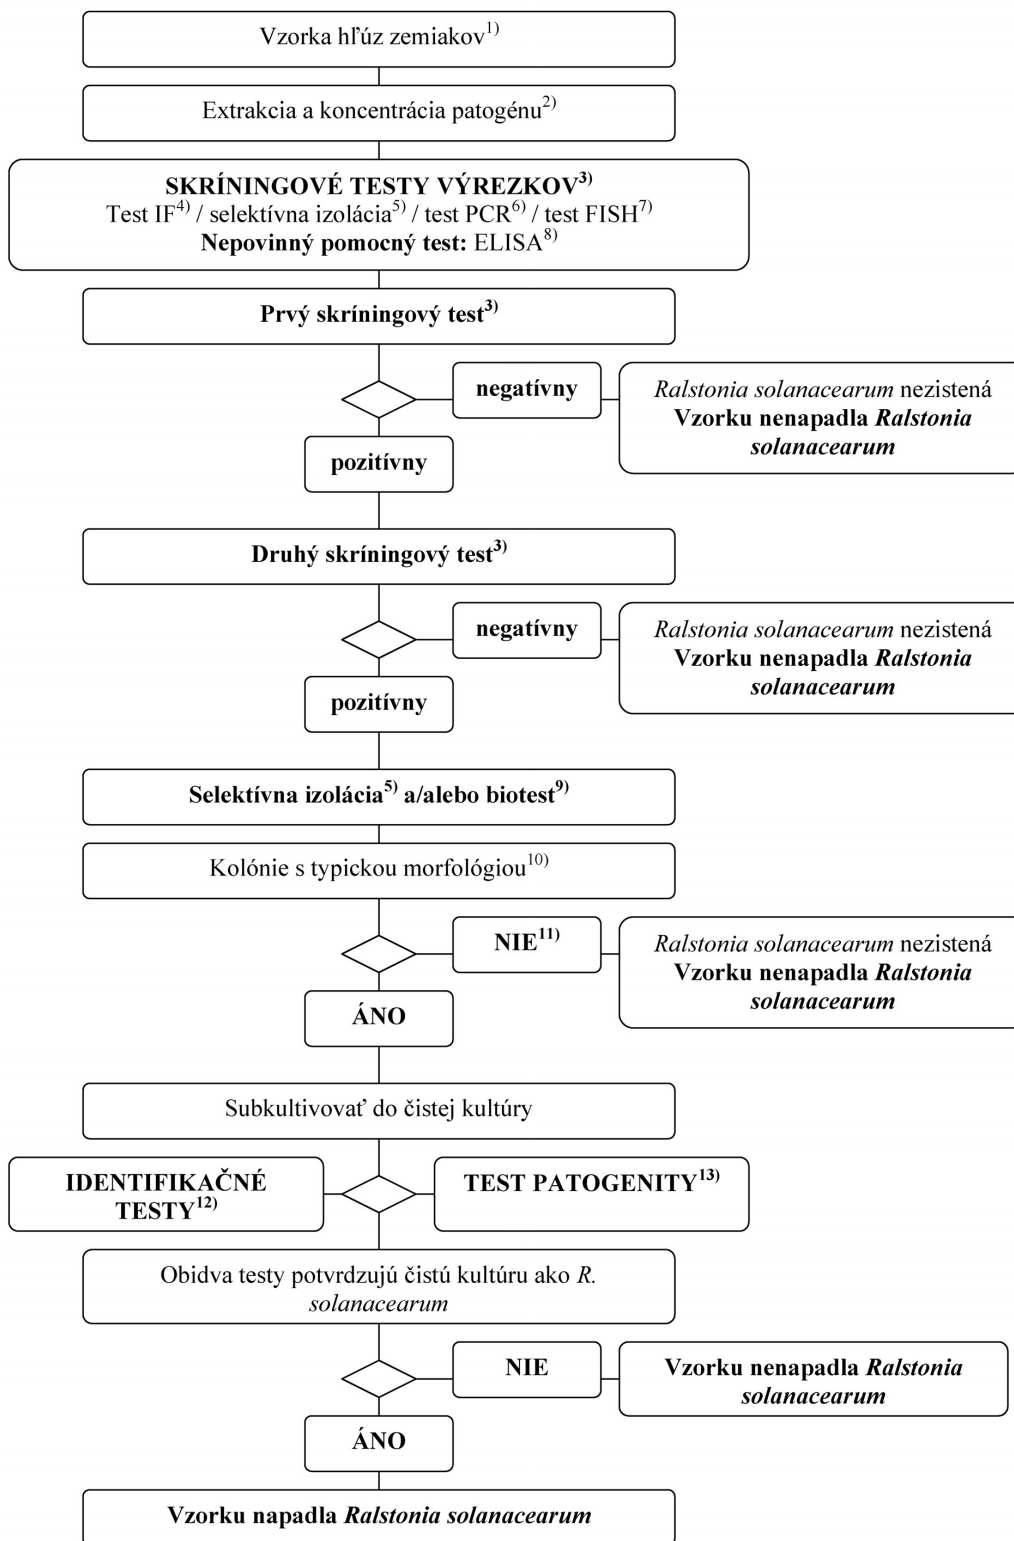 Vzorka hľúz zemiakov1)
Extrakcia a koncentrácia patogénu2)
SKRÍNINGOVÉ TESTY VÝREZKOV3)
Test IF4) / selektívna izolácia5) / test PCR6) / test FISH7)
Nepovinný pomocný test: ELISA8)
Prvý skríningový test3)
negatívny
Ralstonia solanacearum nezistená
Vzorku nenapadla Ralstonia
solanacearum
pozitívny
Druhý skríningový test3)
negatívny
Ralstonia solanacearum nezistená
Vzorku nenapadla Ralstonia
solanacearum
pozitívny
Selektívna izolácia5) a/alebo biotest9)
Kolónie s typickou morfológiou10)
NIE11)
Ralstonia solanacearum nezistená
Vzorku nenapadla Ralstonia
solanacearum
ÁNO
Subkultivovať do čistej kultúry
IDENTIFIKAČNÉ
TESTY12)
TEST PATOGENITY13)
Obidva testy potvrdzujú čistú kultúru ako R.
solanacearum
NIE
Vzorku nenapadla Ralstonia
solanacearum
ÁNO
Vzorku napadla Ralstonia solanacearum